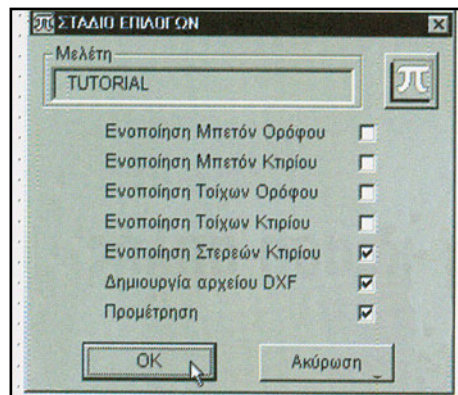 ΣΤΑΔΙΟ ΕΠΙΛΟΓΩΝ
Μελέτη
TUTORIAL
Ενοποίηση Μπετόν Ορόφου
Ενοποίηση Μπετόν Κτιρίου
Ενοποίηση Τοίχων Ορόφου
Ενοποίηση Τοίχων Κτιρίου
Ενοποίηση Στερεών Κτιρίου
Δημιουργία αρχείου DXF
Προμέτρηση
OK
Ακύρωση